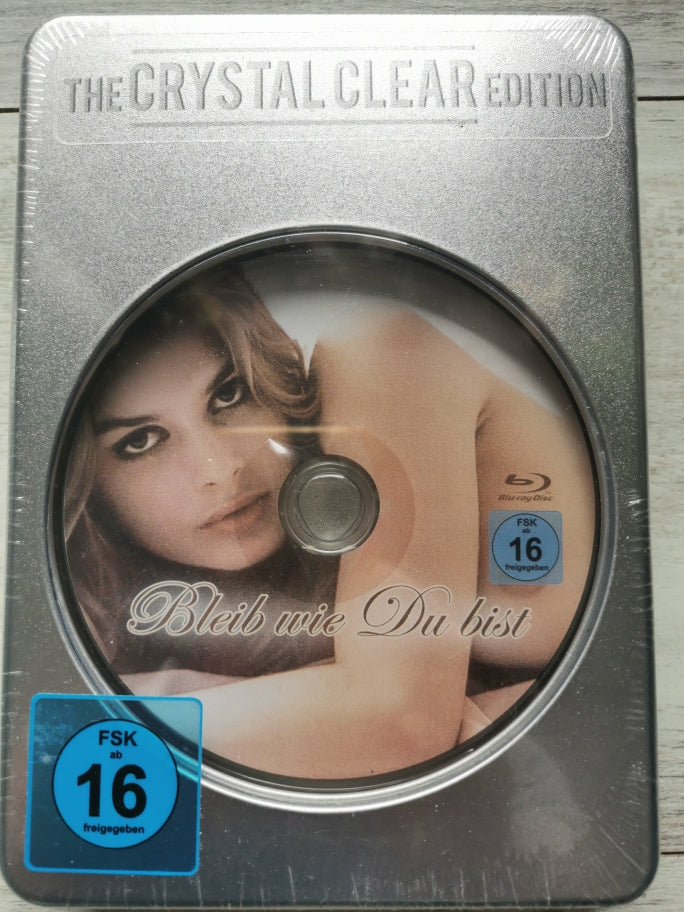 THE CRYSTAL CLEAR EDITION
Blu-ray Disc
FSK
ab
16
freigegeben
Bleib wie Du bist
FSK
ab
16
freigegeben